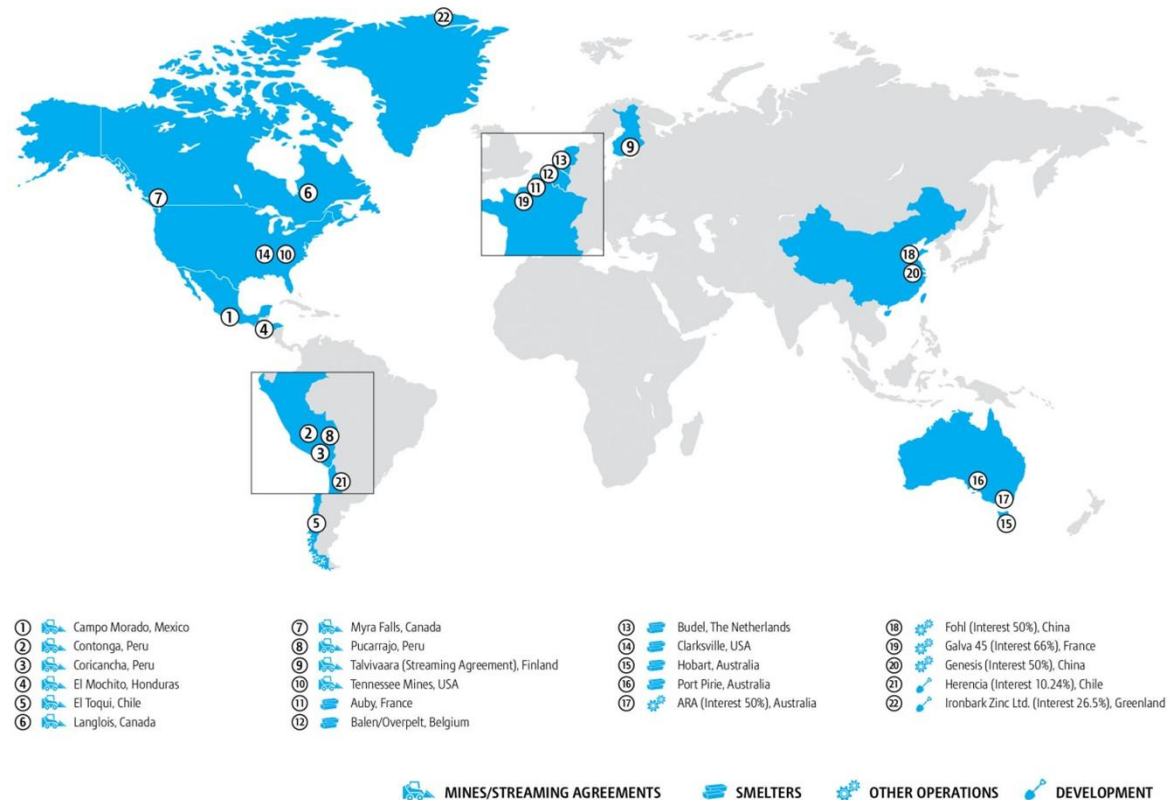 22
13
9
12
7
6
11
19
14
10
18
20
1
4
2
8
3
21
16
17
5
15
1 Campo Morado, Mexico
2 Contonga, Peru
3 Coricancha, Peru
4 El Mochito, Honduras
5 El Toqui, Chile
6 Langlois, Canada
7 Myra Falls, Canada
8 Pucarrajo, Peru
9 Talvivaara (Streaming Agreement), Finland
10 Tennessee Mines, USA
11 Auby, France
12 Balen/Overpelt, Belgium
13 Budel, The Netherlands
14 Clarksville, USA
15 Hobart, Australia
16 Port Pirie, Australia
17 ARA (Interest 50%), Australia
18 Fohl (Interest 50%), China
19 Galva 45 (Interest 66%), France
20 Genesis (Interest 50%), China
21 Herencia (Interest 10.24%), Chile
22 Ironbark Zinc Ltd. (Interest 26.5%), Greenland
MINES/STREAMING AGREEMENTS SMELTERS OTHER OPERATIONS DEVELOPMENT